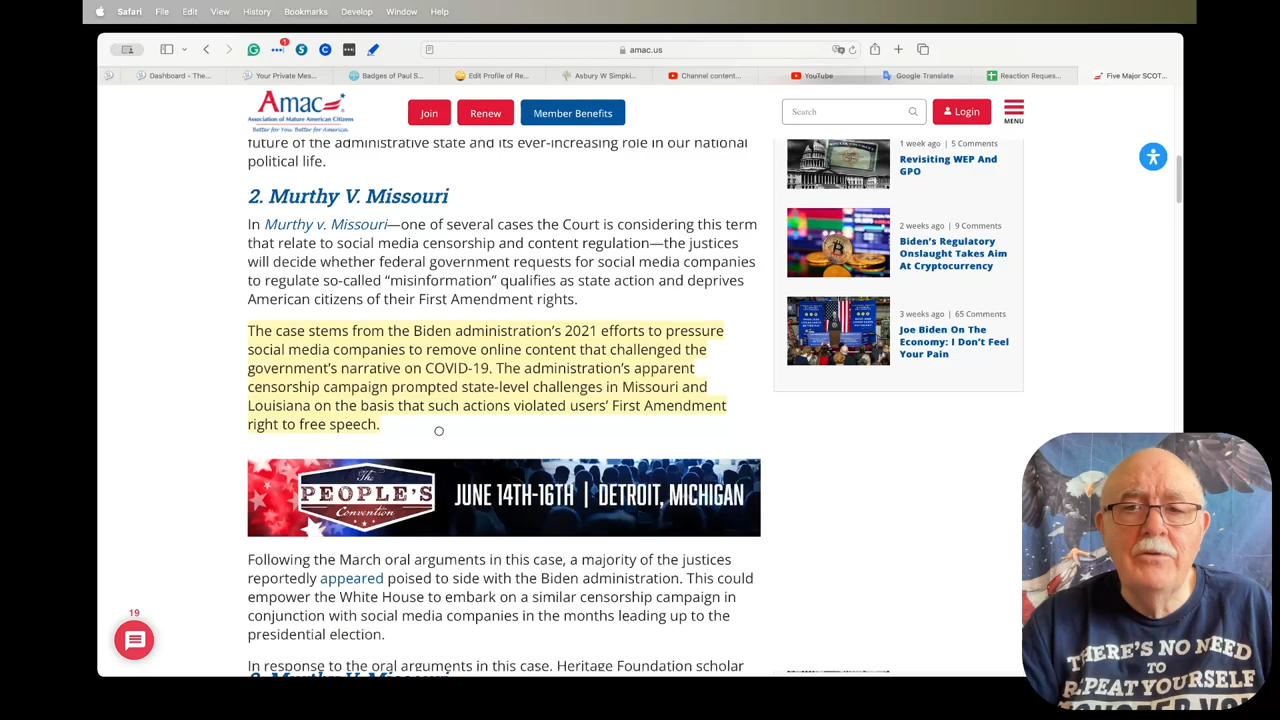 Safari File Edit View History Bookmarks Develop Window Help
1
amac.us
Dashboard - The... Your Private Mes... Badges of Paul S... Edit Profile of Re... Asbury W Simpki... Channel content... YouTube Google Translate Reaction Reques... Five Major SCOT...
Amac
Association of Mature American Citizens
Better for You. Better for America.
Join Renew Member Benefits Search Login MENU
future of the administrative state and its ever-increasing role in our national
political life.
2. Murthy V. Missouri
In Murthy v. Missouri—one of several cases the Court is considering this term
that relate to social media censorship and content regulation—the justices
will decide whether federal government requests for social media companies
to regulate so-called “misinformation” qualifies as state action and deprives
American citizens of their First Amendment rights.
The case stems from the Biden administration’s 2021 efforts to pressure
social media companies to remove online content that challenged the
government’s narrative on COVID-19. The administration’s apparent
censorship campaign prompted state-level challenges in Missouri and
Louisiana on the basis that such actions violated users’ First Amendment
right to free speech.
The
PEOPLE'S
Convention
JUNE 14TH-16TH | DETROIT, MICHIGAN
Following the March oral arguments in this case, a majority of the justices
reportedly appeared poised to side with the Biden administration. This could
empower the White House to embark on a similar censorship campaign in
conjunction with social media companies in the months leading up to the
presidential election.
In response to the oral arguments in this case, Heritage Foundation scholar
1 week ago | 5 Comments
Revisiting WEP And
GPO
2 weeks ago | 9 Comments
Biden’s Regulatory
Onslaught Takes Aim
At Cryptocurrency
3 weeks ago | 65 Comments
Joe Biden On The
Economy: I Don’t Feel
Your Pain
19
THERE'S NO NEED
TO
REPEAT YOURSELF